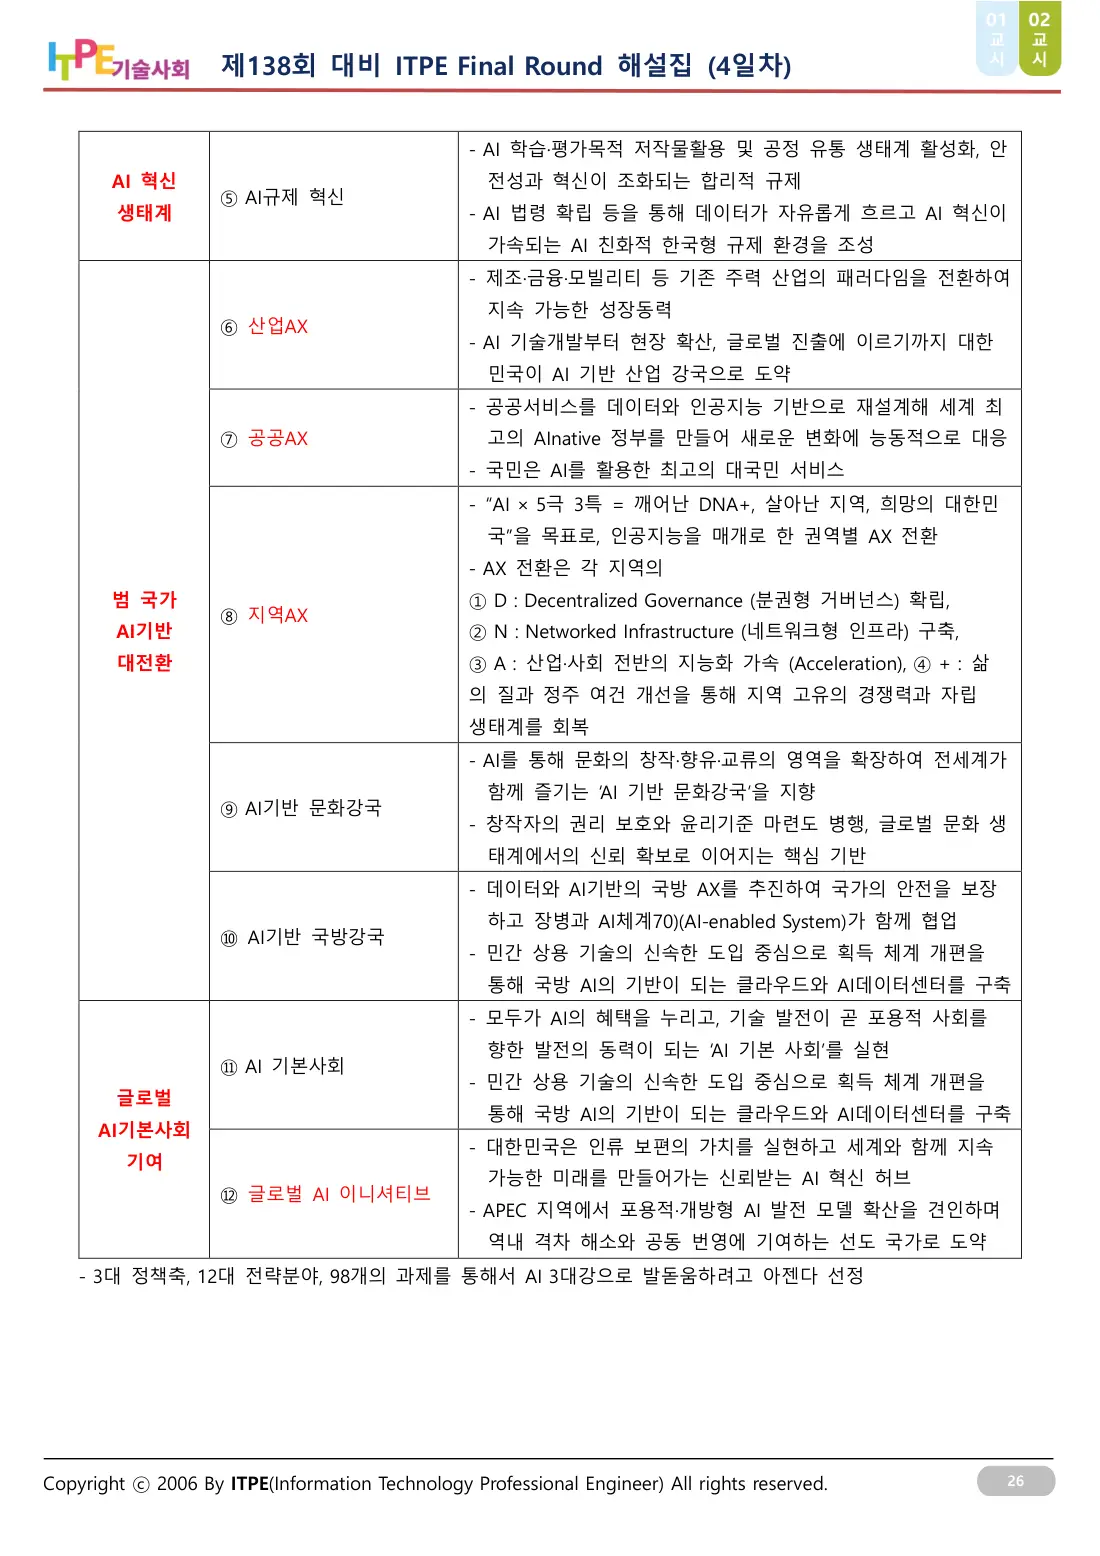 01
교
시
02
교
시
ITPE기술사회
제138회 대비 ITPE Final Round 해설집 (4일차)
AI 혁신
생태계
⑤ AI규제 혁신
- AI 학습·평가목적 저작물활용 및 공정 유통 생태계 활성화, 안
전성과 혁신이 조화되는 합리적 규제
- AI 법령 확립 등을 통해 데이터가 자유롭게 흐르고 AI 혁신이
가속되는 AI 친화적 한국형 규제 환경을 조성
범 국가
AI기반
대전환
⑥ 산업AX
- 제조·금융·모빌리티 등 기존 주력 산업의 패러다임을 전환하여
지속 가능한 성장동력
- AI 기술개발부터 현장 확산, 글로벌 진출에 이르기까지 대한
민국이 AI 기반 산업 강국으로 도약
⑦ 공공AX
- 공공서비스를 데이터와 인공지능 기반으로 재설계해 세계 최
고의 AInative 정부를 만들어 새로운 변화에 능동적으로 대응
- 국민은 AI를 활용한 최고의 대국민 서비스
⑧ 지역AX
- “AI × 5극 3특 = 깨어난 DNA+, 살아난 지역, 희망의 대한민
국”을 목표로, 인공지능을 매개로 한 권역별 AX 전환
- AX 전환은 각 지역의
① D : Decentralized Governance (분권형 거버넌스) 확립,
② N : Networked Infrastructure (네트워크형 인프라) 구축,
③ A : 산업·사회 전반의 지능화 가속 (Acceleration), ④ + : 삶
의 질과 정주 여건 개선을 통해 지역 고유의 경쟁력과 자립
생태계를 회복
⑨ AI기반 문화강국
- AI를 통해 문화의 창작·향유·교류의 영역을 확장하여 전세계가
함께 즐기는 ‘AI 기반 문화강국’을 지향
- 창작자의 권리 보호와 윤리기준 마련도 병행, 글로벌 문화 생
태계에서의 신뢰 확보로 이어지는 핵심 기반
⑩ AI기반 국방강국
- 데이터와 AI기반의 국방 AX를 추진하여 국가의 안전을 보장
하고 장병과 AI체계70)(AI-enabled System)가 함께 협업
- 민간 상용 기술의 신속한 도입 중심으로 획득 체계 개편을
통해 국방 AI의 기반이 되는 클라우드와 AI데이터센터를 구축
글로벌
AI기본사회
기여
⑪ AI 기본사회
- 모두가 AI의 혜택을 누리고, 기술 발전이 곧 포용적 사회를
향한 발전의 동력이 되는 ‘AI 기본 사회’를 실현
- 민간 상용 기술의 신속한 도입 중심으로 획득 체계 개편을
통해 국방 AI의 기반이 되는 클라우드와 AI데이터센터를 구축
⑫ 글로벌 AI 이니셔티브
- 대한민국은 인류 보편의 가치를 실현하고 세계와 함께 지속
가능한 미래를 만들어가는 신뢰받는 AI 혁신 허브
- APEC 지역에서 포용적·개방형 AI 발전 모델 확산을 견인하며
역내 격차 해소와 공동 번영에 기여하는 선도 국가로 도약
- 3대 정책축, 12대 전략분야, 98개의 과제를 통해서 AI 3대강으로 발돋움하려고 아젠다 선정
Copyright ⓒ 2006 By ITPE(Information Technology Professional Engineer) All rights reserved.
26